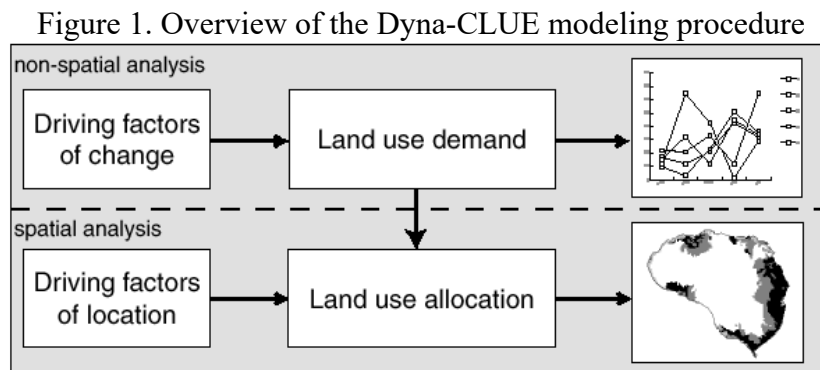 Figure 1. Overview of the Dyna-CLUE modeling procedure
non-spatial analysis
Driving factors
of change
Land use demand
spatial analysis
Driving factors
of location
Land use allocation